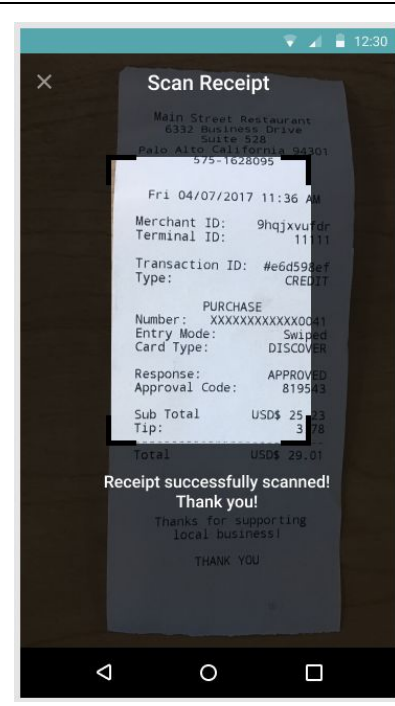 12:30
Scan Receipt
Main Street Restaurant
6332 Business Drive
Suite 528
Palo Alto California 94301
575-1628095
Fri 04/07/2017 11:36 AM
Merchant ID: 9hqjxvufdr
Terminal ID: 11111
Transaction ID: #e6d598ef
Type: CREDIT
PURCHASE
Number: XXXXXXXXXXXX0041
Entry Mode: Swiped
Card Type: DISCOVER
Response: APPROVED
Approval Code: 819543
Sub Total USD$ 25.23
Tip: 3.78
Total USD$ 29.01
Receipt successfully scanned!
Thank you!
Thanks for supporting
local business!
THANK YOU